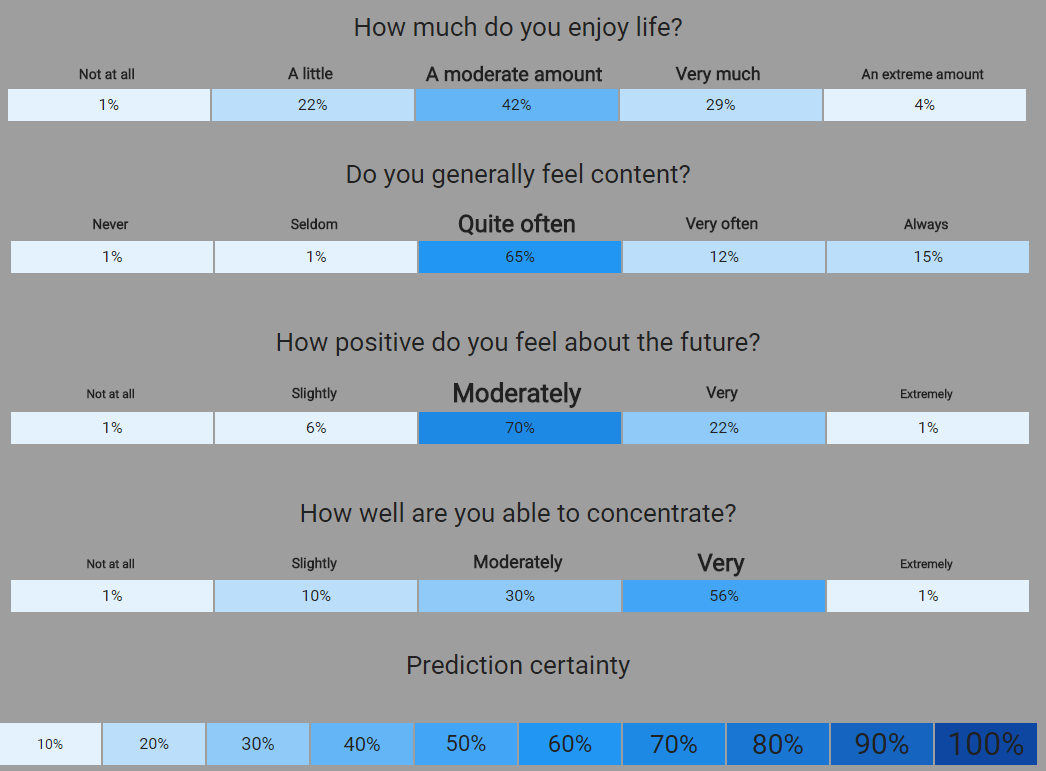 How much do you enjoy life?
Not at all A little A moderate amount Very much An extreme amount
1% 22% 42% 29% 4%
Do you generally feel content?
Never Seldom Quite often Very often Always
1% 1% 65% 12% 15%
How positive do you feel about the future?
Not at all Slightly Moderately Very Extremely
1% 6% 70% 22% 1%
How well are you able to concentrate?
Not at all Slightly Moderately Very Extremely
1% 10% 30% 56% 1%
Prediction certainty
10% 20% 30% 40% 50% 60% 70% 80% 90% 100%